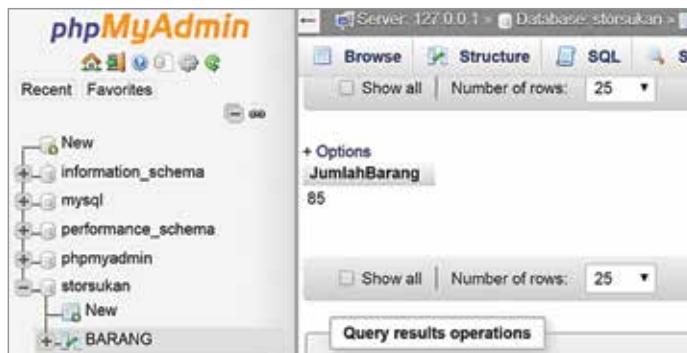 phpMyAdmin
Recent Favorites
New
information_schema
mysql
performance_schema
phpmyadmin
storsukan
New
BARANG
Server: 127.0.0.1 » Database: storsukan »
Browse Structure SQL S
Show all Number of rows: 25
+ Options
JumlahBarang
85
Show all Number of rows: 25
Query results operations